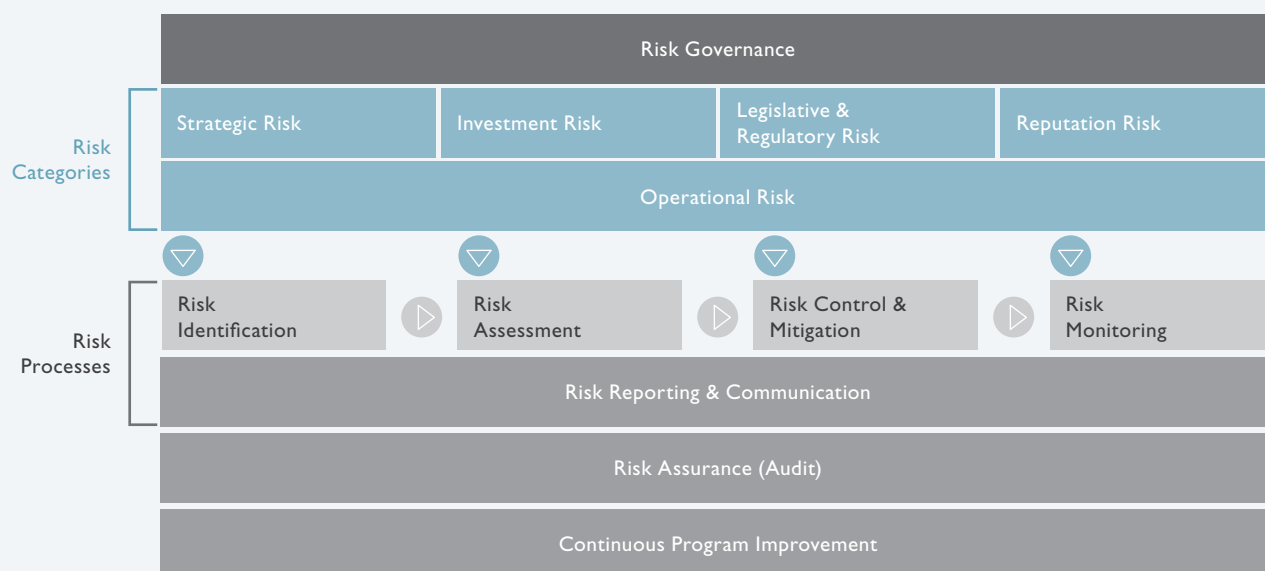 Risk Governance
Strategic Risk
Investment Risk
Legislative &
Regulatory Risk
Reputation Risk
Risk
Categories
Operational Risk
Risk
Identification
Risk
Assessment
Risk Control &
Mitigation
Risk
Monitoring
Risk
Processes
Risk Reporting & Communication
Risk Assurance (Audit)
Continuous Program Improvement